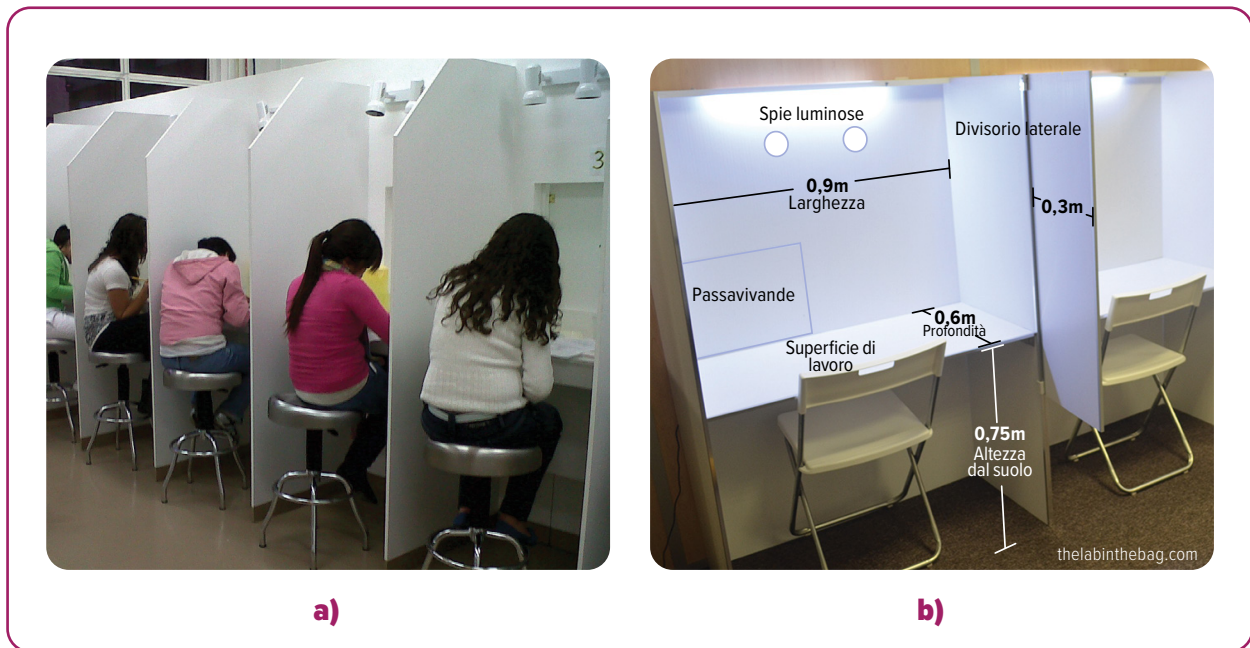 3
Spie luminose
Divisorio laterale
0,9m
Larghezza
0,3m
Passavivande
0,6m
Profondità
Superficie di
lavoro
0,75m
Altezza
dal suolo
thelabinthebag.com
a)
b)